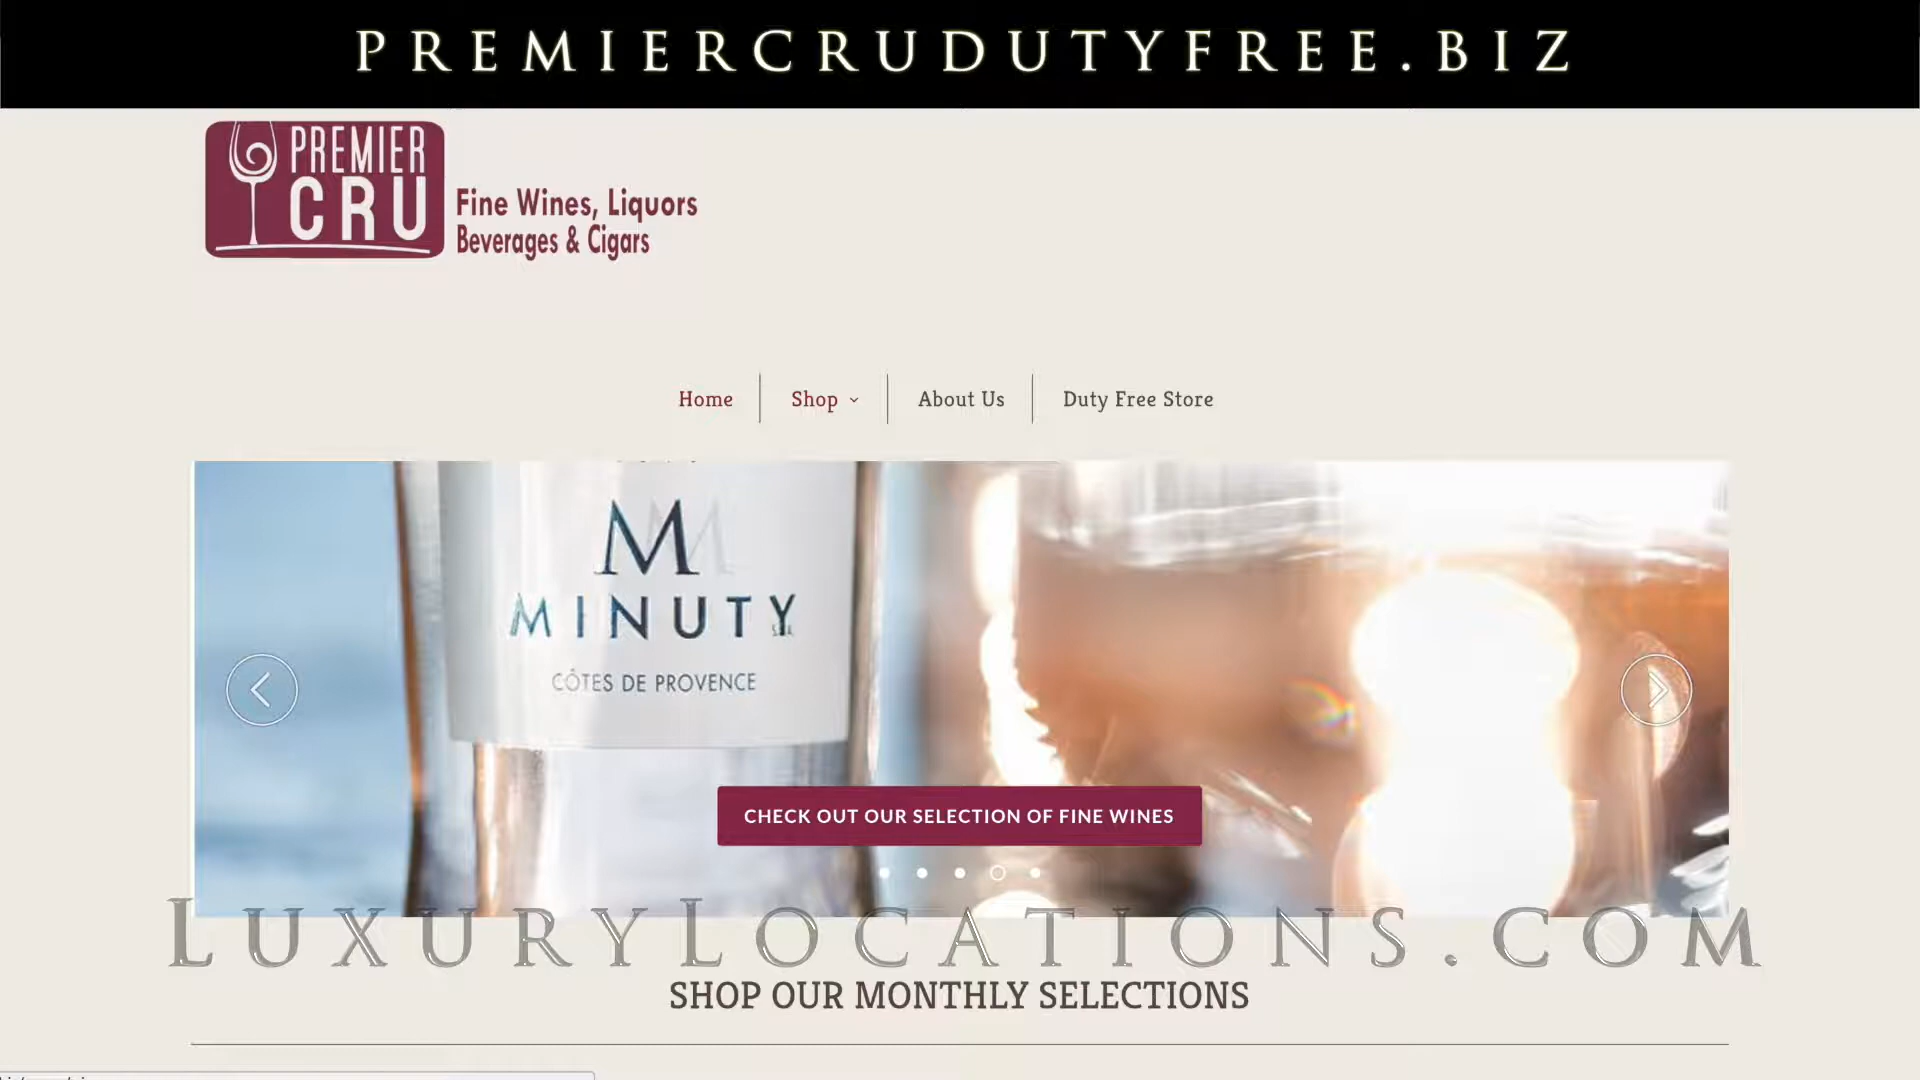 PREMIERCRUDUTYFREE.BIZ
PREMIER
CRU
Fine Wines, Liquors
Beverages & Cigars
Home
Shop
About Us
Duty Free Store
M
MINUTY
CÔTES DE PROVENCE
CHECK OUT OUR SELECTION OF FINE WINES
LUXURYLOCATIONS.COM
SHOP OUR MONTHLY SELECTIONS